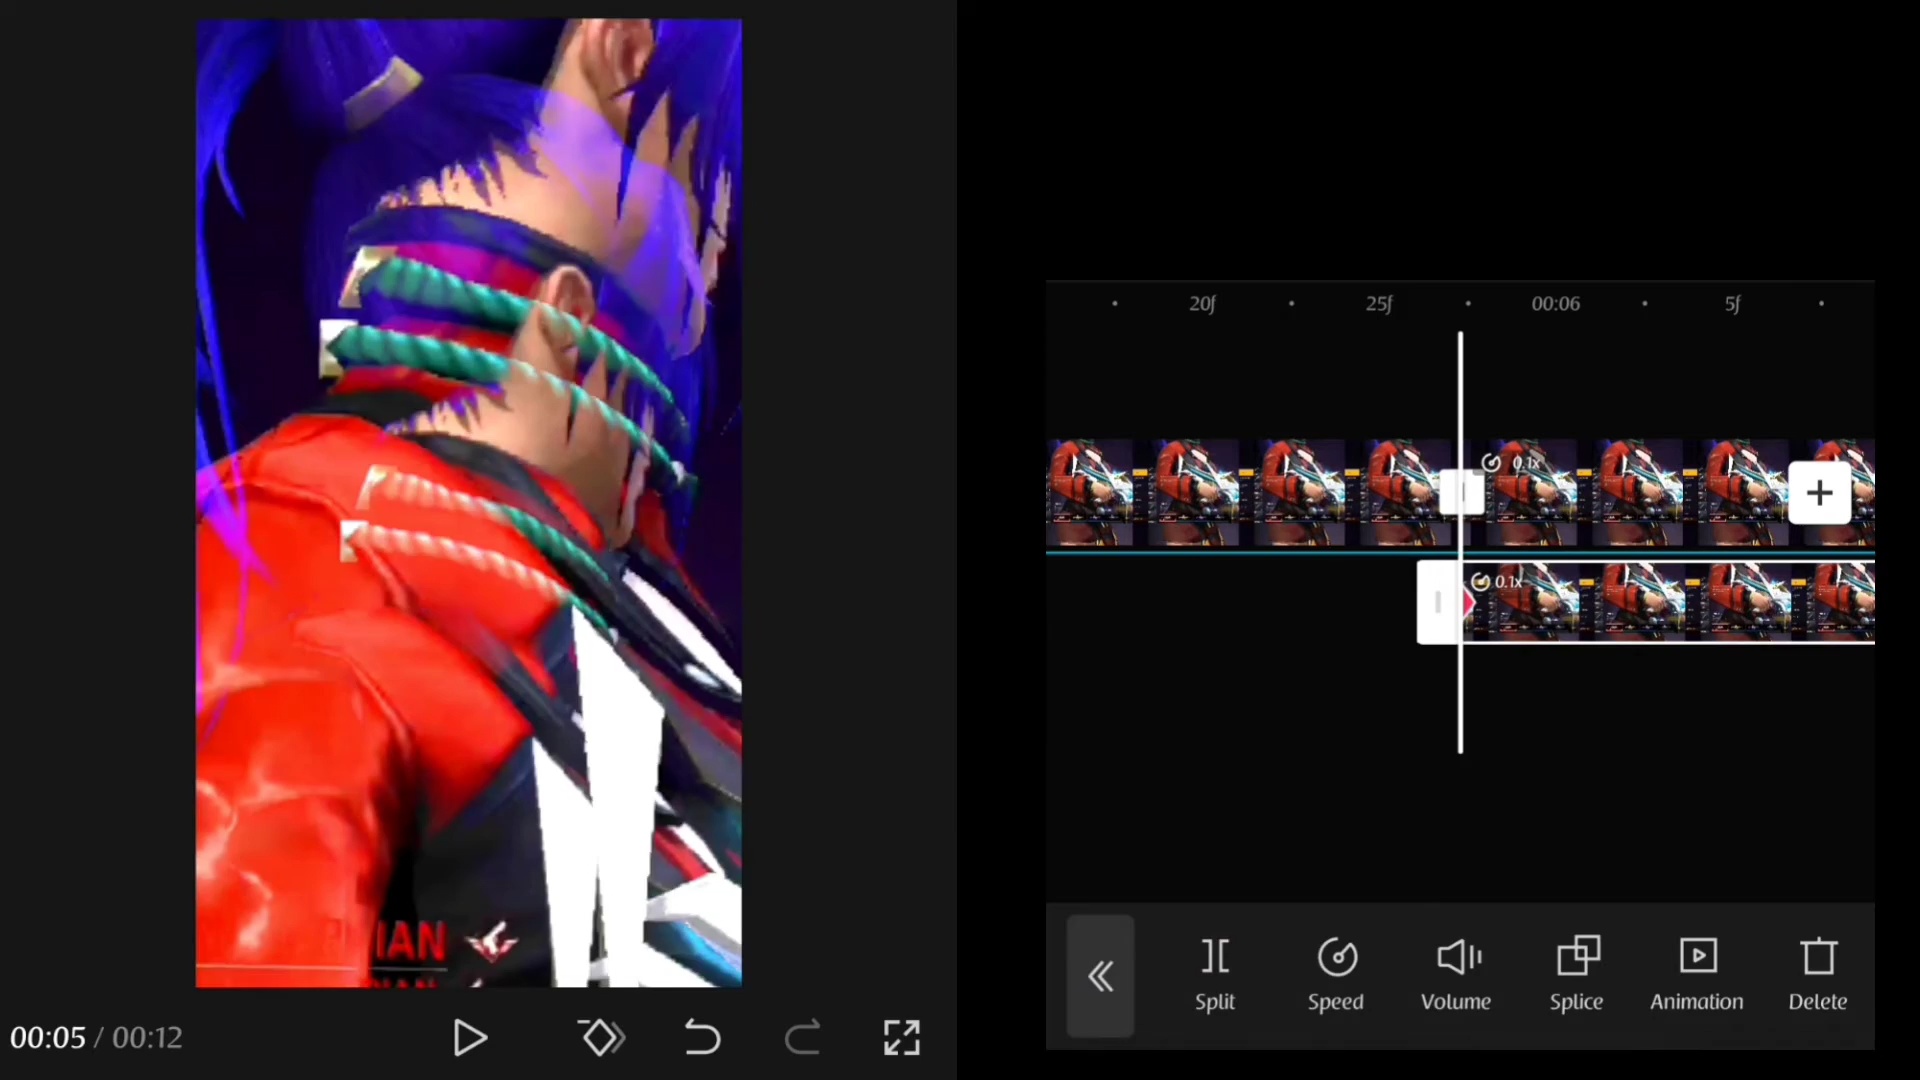 20f
25f
00:06
5f
0.1x
0.1x
IAN
00:05 / 00:12
Split
Speed
Volume
Splice
Animation
Delete